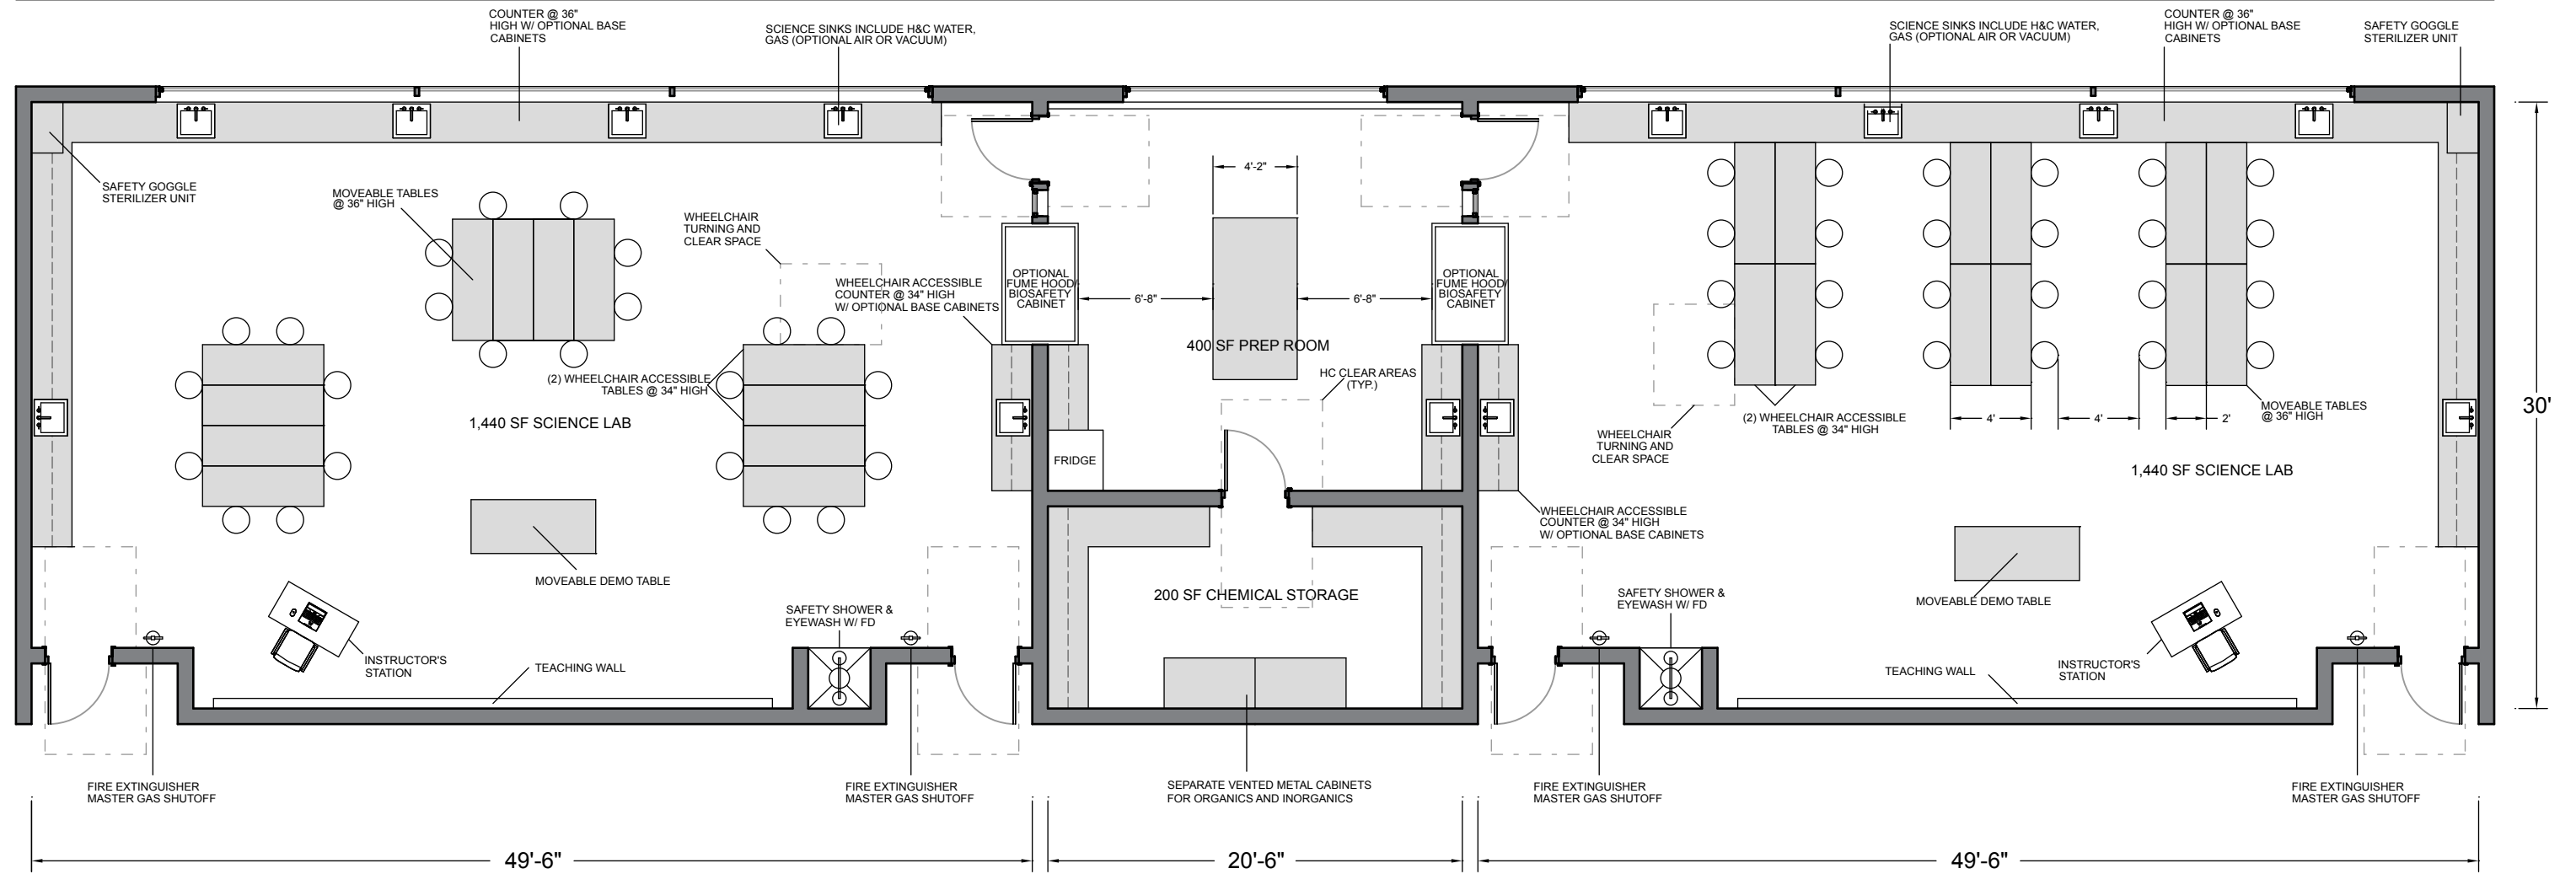 COUNTER @ 36"
HIGH W/ OPTIONAL BASE
CABINETS
SCIENCE SINKS INCLUDE H&C WATER,
GAS (OPTIONAL AIR OR VACUUM)
SCIENCE SINKS INCLUDE H&C WATER,
GAS (OPTIONAL AIR OR VACUUM)
COUNTER @ 36"
HIGH W/ OPTIONAL BASE
CABINETS
SAFETY GOGGLE
STERILIZER UNIT
SAFETY GOGGLE
STERILIZER UNIT
MOVEABLE TABLES
@ 36" HIGH
WHEELCHAIR
TURNING AND
CLEAR SPACE
WHEELCHAIR ACCESSIBLE
COUNTER @ 34" HIGH
W/ OPTIONAL BASE CABINETS
OPTIONAL
FUME HOOD/
BIOSAFETY
CABINET
4'-2"
6'-8"
6'-8"
OPTIONAL
FUME HOOD/
BIOSAFETY
CABINET
400 SF PREP ROOM
HC CLEAR AREAS
(TYP.)
(2) WHEELCHAIR ACCESSIBLE
TABLES @ 34" HIGH
1,440 SF SCIENCE LAB
FRIDGE
(2) WHEELCHAIR ACCESSIBLE
TABLES @ 34" HIGH
4'
4'
2'
MOVEABLE TABLES
@ 36" HIGH
30'
WHEELCHAIR
TURNING AND
CLEAR SPACE
1,440 SF SCIENCE LAB
WHEELCHAIR ACCESSIBLE
COUNTER @ 34" HIGH
W/ OPTIONAL BASE CABINETS
MOVEABLE DEMO TABLE
200 SF CHEMICAL STORAGE
MOVEABLE DEMO TABLE
SAFETY SHOWER &
EYEWASH W/ FD
SAFETY SHOWER &
EYEWASH W/ FD
INSTRUCTOR'S
STATION
TEACHING WALL
TEACHING WALL
INSTRUCTOR'S
STATION
FIRE EXTINGUISHER
MASTER GAS SHUTOFF
FIRE EXTINGUISHER
MASTER GAS SHUTOFF
SEPARATE VENTED METAL CABINETS
FOR ORGANICS AND INORGANICS
FIRE EXTINGUISHER
MASTER GAS SHUTOFF
FIRE EXTINGUISHER
MASTER GAS SHUTOFF
49'-6"
20'-6"
49'-6"